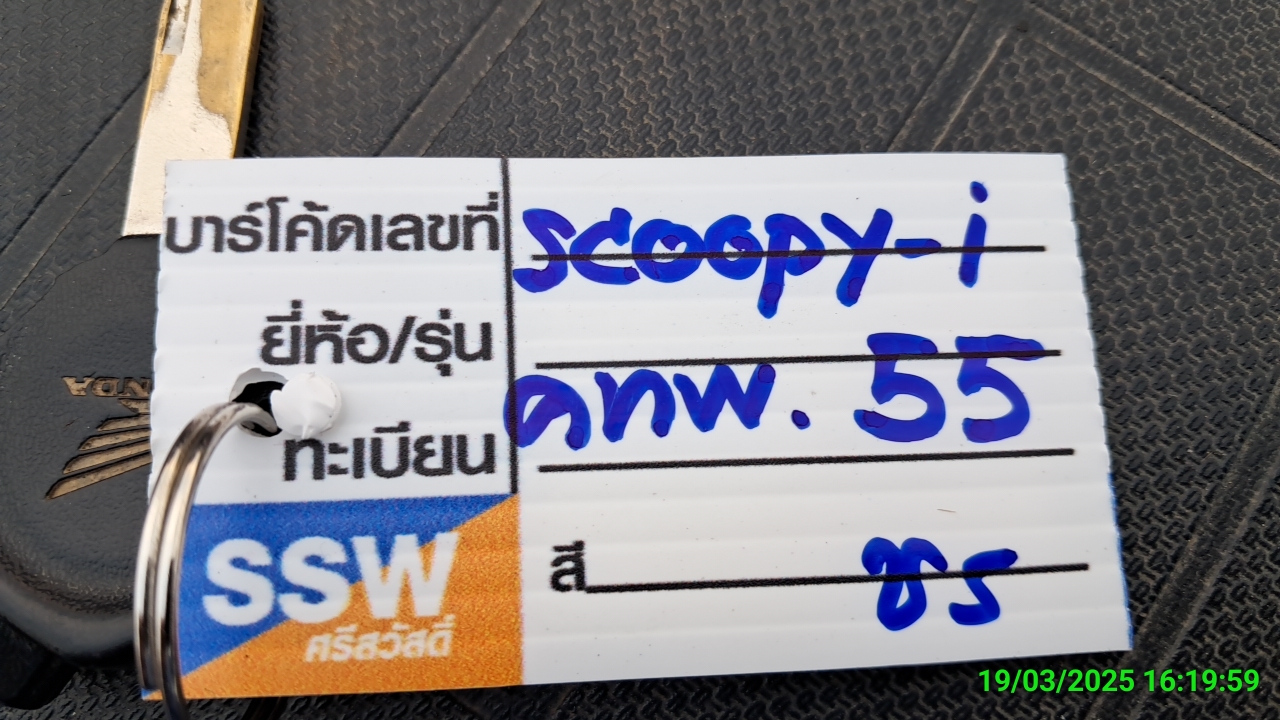 บาร์โค้ดเลขที่ scoopy-i
ยี่ห้อ/รุ่น
ทะเบียน คทพ. 55
สี ชร
SSW
ศรีสวัสดิ์
HONDA
19/03/2025 16:19:59